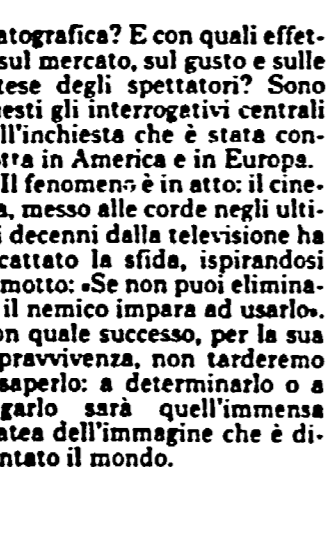 atografica? E con quali effet-
sul mercato, sul gusto e sulle
tese degli spettatori? Sono
esti gli interrogativi centrali
ll'inchiesta che è stata con-
tta in America e in Europa.
Il fenomeno è in atto: il cine-
a, messo alle corde negli ulti-
i decenni dalla televisione ha
cattato la sfida, ispirandosi
motto: «Se non puoi elimina-
il nemico impara ad usarlo».
on quale successo, per la sua
pravvivenza, non tarderemo
saperlo: a determinarlo o a
garlo sarà quell'immensa
atea dell'immagine che è di-
ntato il mondo.